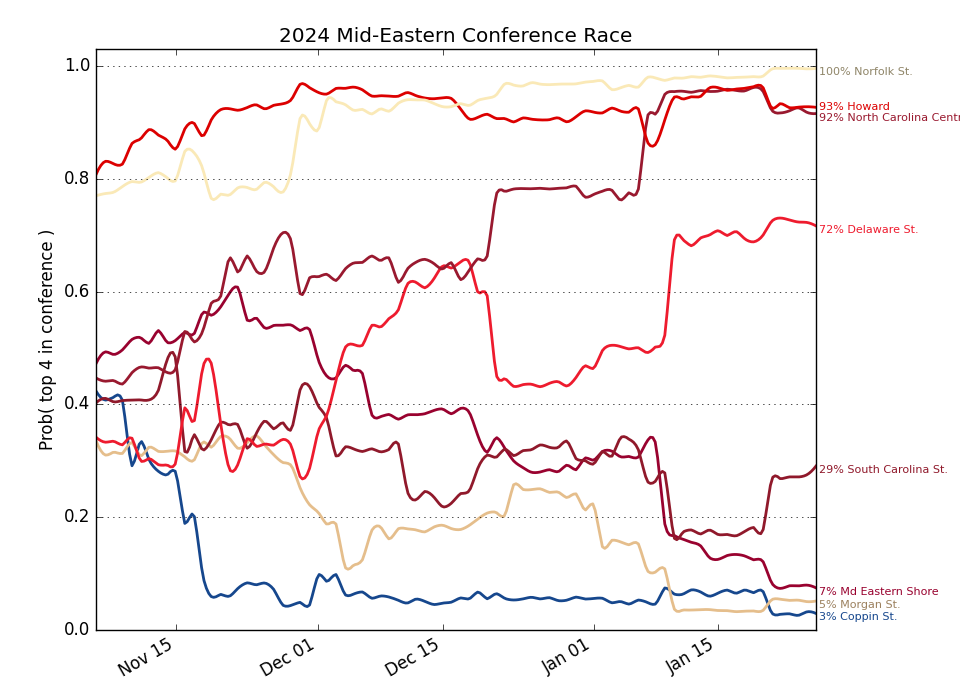 2024 Mid-Eastern Conference Race
Prob( top 4 in conference )
1.0
0.8
0.6
0.4
0.2
0.0
Nov 15
Dec 01
Dec 15
Jan 01
Jan 15
100% Norfolk St.
93% Howard
92% North Carolina Centr
72% Delaware St.
29% South Carolina St.
7% Md Eastern Shore
5% Morgan St.
3% Coppin St.